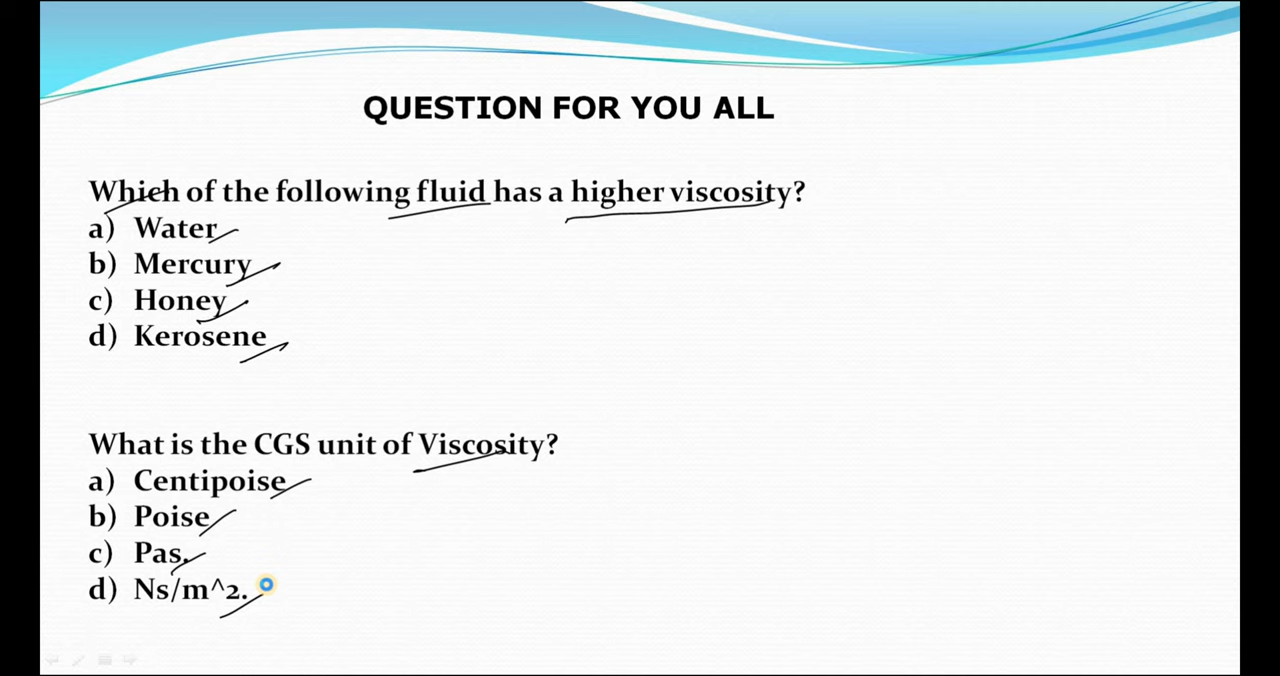 QUESTION FOR YOU ALL
Which of the following fluid has a higher viscosity?
a) Water
b) Mercury
c) Honey
d) Kerosene
What is the CGS unit of Viscosity?
a) Centipoise
b) Poise
c) Pas.
d) Ns/m^2.